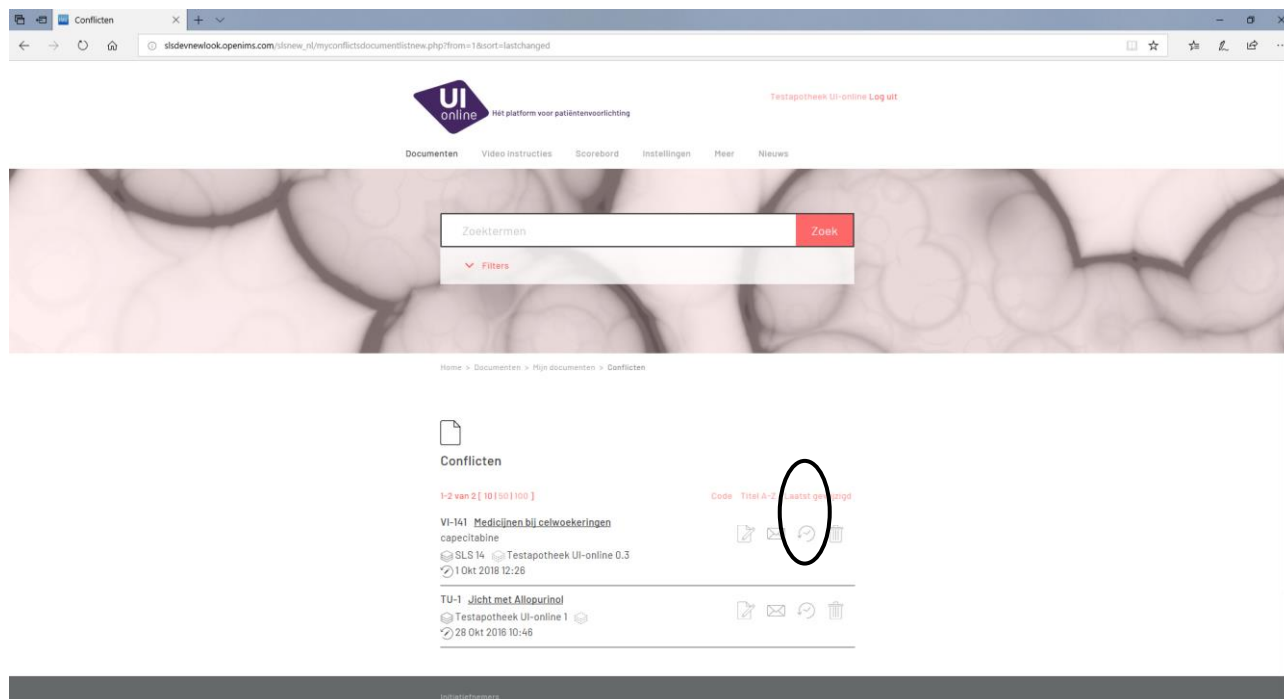 Conflicten
slsdevnewlook.openims.com/slsnew_nl/myconflictsdocumentlistnew.php?from=1&sort=lastchanged
UI
online
Hét platform voor patiëntenvoorlichting
Testapotheek UI-online Log uit
Documenten Video instructies Scorebord Instellingen Meer Nieuws
Zoektermen Zoek
Filters
Home > Documenten > Mijn documenten > Conflicten
Conflicten
1-2 van 2 [ 10 | 50 | 100 ] Code Titel A-Z Laatst gewijzigd
VI-141 Medicijnen bij celwoekeringen
capecitabine
SLS 14 Testapotheek UI-online 0.3
1 Okt 2018 12:26
TU-1 Jicht met Allopurinol
Testapotheek UI-online 1
28 Okt 2016 10:46
Initiatiefnemers